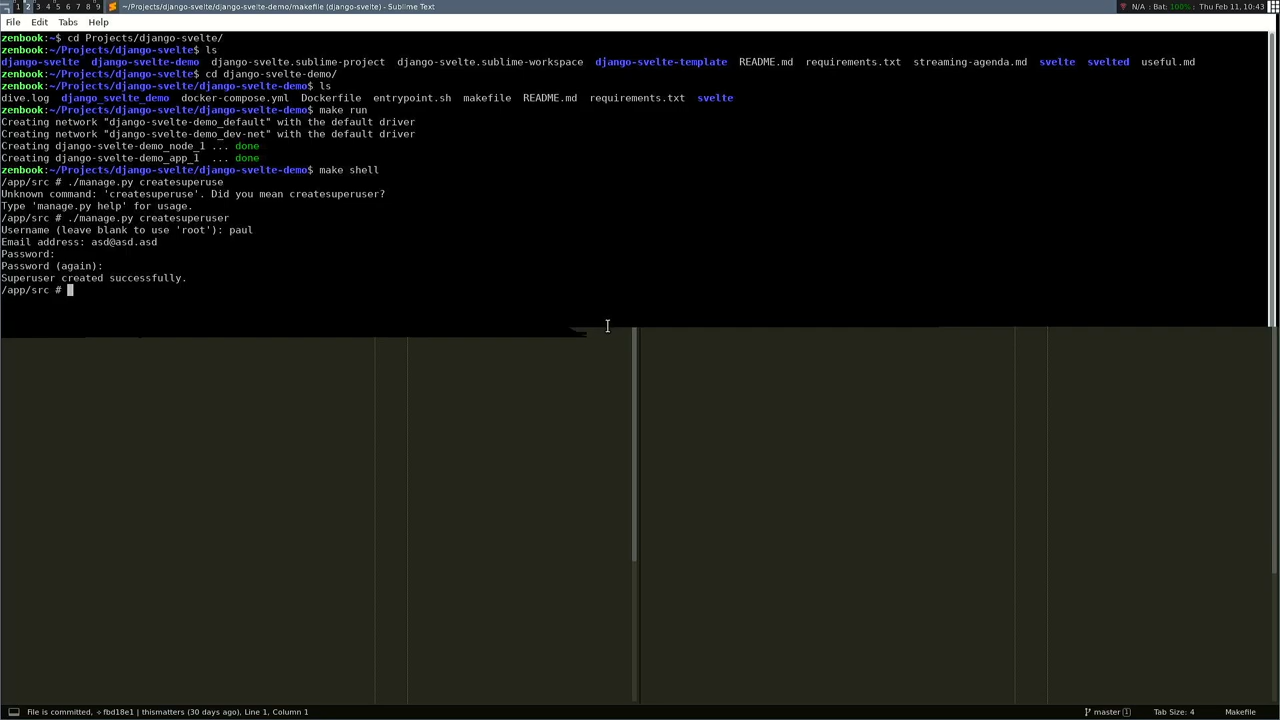 1 2 3 4 5 6 7 8 9 ~/Projects/django-svelte/django-svelte-demo/makefile (django-svelte) - Sublime Text N/A | Bat: 100% | Thu Feb 11, 10:43
File Edit Tabs Help
zenbook:~$ cd Projects/django-svelte/
zenbook:~/Projects/django-svelte$ ls
django-svelte django-svelte-demo django-svelte.sublime-project django-svelte.sublime-workspace django-svelte-template README.md requirements.txt streaming-agenda.md svelte svelted useful.md
zenbook:~/Projects/django-svelte$ cd django-svelte-demo/
zenbook:~/Projects/django-svelte/django-svelte-demo$ ls
dive.log django_svelte_demo docker-compose.yml Dockerfile entrypoint.sh makefile README.md requirements.txt svelte
zenbook:~/Projects/django-svelte/django-svelte-demo$ make run
Creating network "django-svelte-demo_default" with the default driver
Creating network "django-svelte-demo_dev-net" with the default driver
Creating django-svelte-demo_node_1 ... done
Creating django-svelte-demo_app_1 ... done
zenbook:~/Projects/django-svelte/django-svelte-demo$ make shell
/app/src # ./manage.py createsuperuse
Unknown command: 'createsuperuse'. Did you mean createsuperuser?
Type 'manage.py help' for usage.
/app/src # ./manage.py createsuperuser
Username (leave blank to use 'root'): paul
Email address: asd@asd.asd
Password:
Password (again):
Superuser created successfully.
/app/src #
File is committed, ✧ fbd18e1 | thismatters (30 days ago), Line 1, Column 1 master 1 Tab Size: 4 Makefile